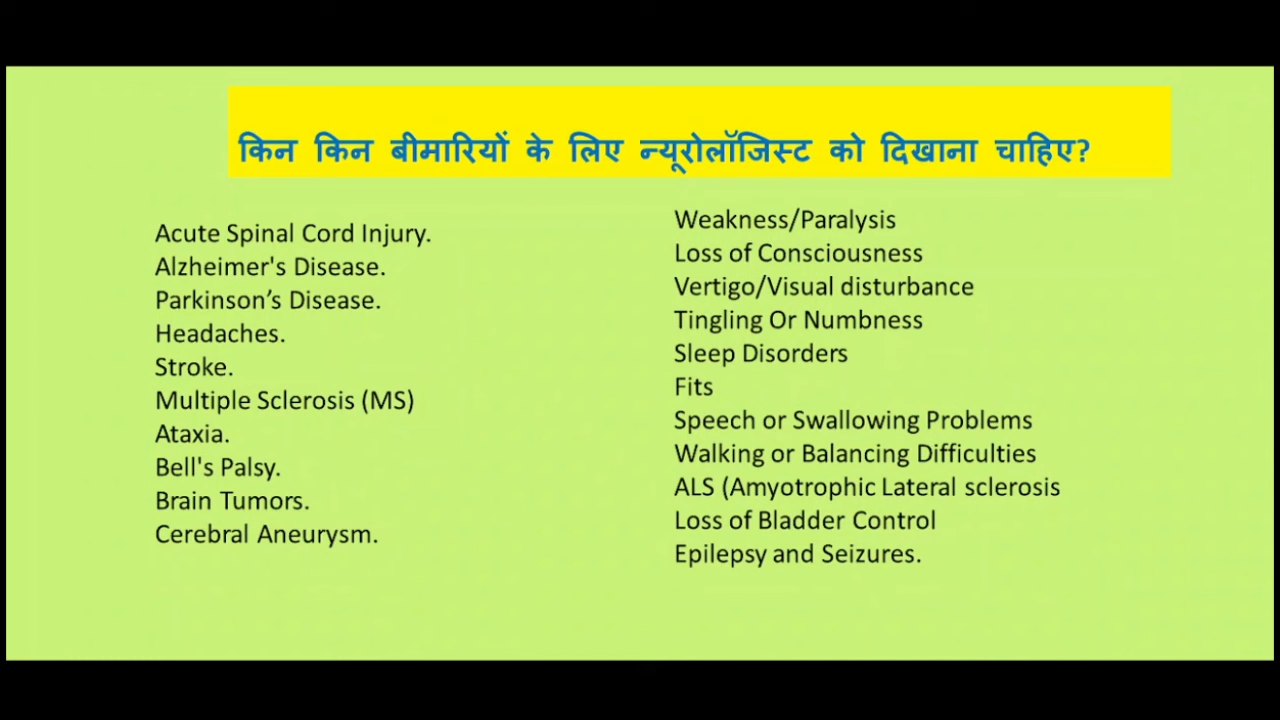 किन किन बीमारियों के लिए न्यूरोलॉजिस्ट को दिखाना चाहिए?
Acute Spinal Cord Injury.
Alzheimer's Disease.
Parkinson’s Disease.
Headaches.
Stroke.
Multiple Sclerosis (MS)
Ataxia.
Bell's Palsy.
Brain Tumors.
Cerebral Aneurysm.
Weakness/Paralysis
Loss of Consciousness
Vertigo/Visual disturbance
Tingling Or Numbness
Sleep Disorders
Fits
Speech or Swallowing Problems
Walking or Balancing Difficulties
ALS (Amyotrophic Lateral sclerosis
Loss of Bladder Control
Epilepsy and Seizures.